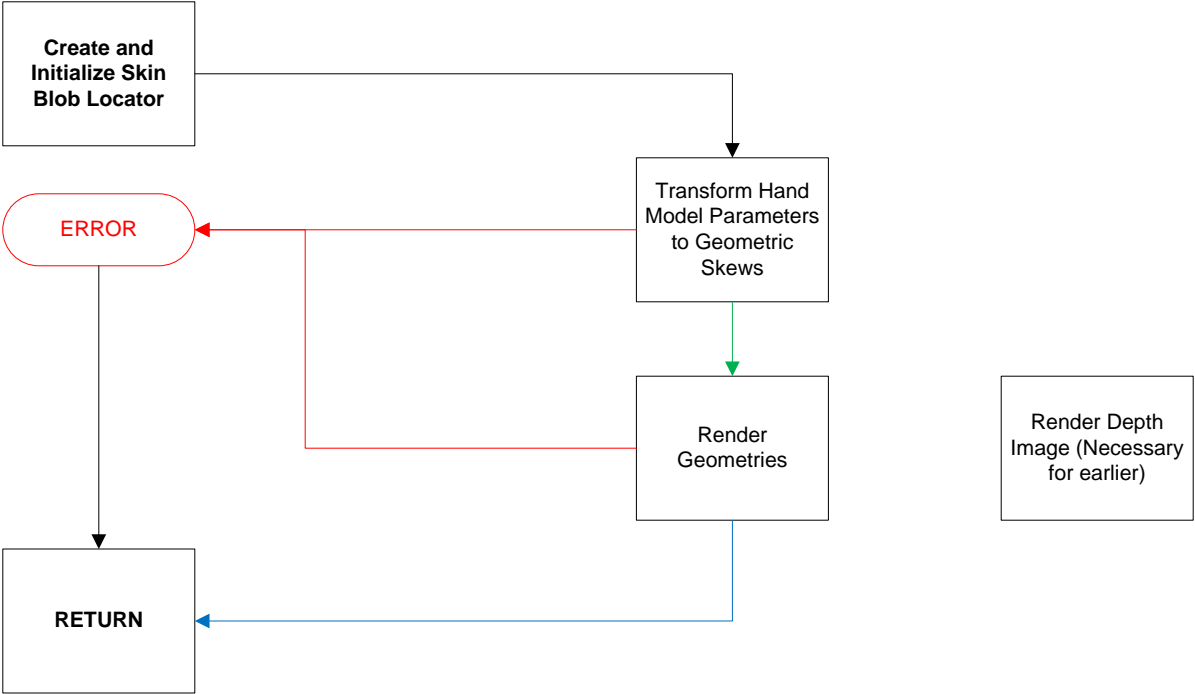 Create and
Initialize Skin
Blob Locator
Transform Hand
Model Parameters
to Geometric
Skews
ERROR
Render
Geometries
Render Depth
Image (Necessary
for earlier)
RETURN